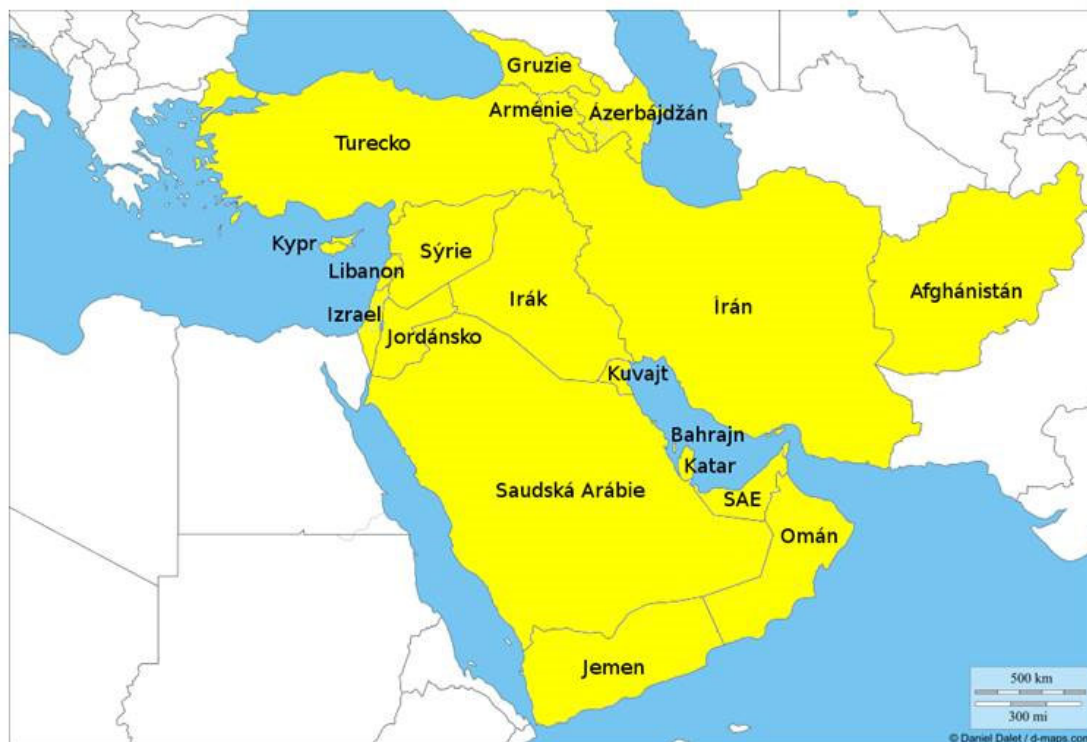 Gruzie
Arménie
Ázerbájdžán
Turecko
Kypr
Sýrie
Libanon
Izrael
Irák
Írán
Afghánistán
Jordánsko
Kuvajt
Bahrajn
Katar
Saudská Arábie
SAE
Omán
Jemen
500 km
300 mi
© Daniel Dalet / d-maps.com